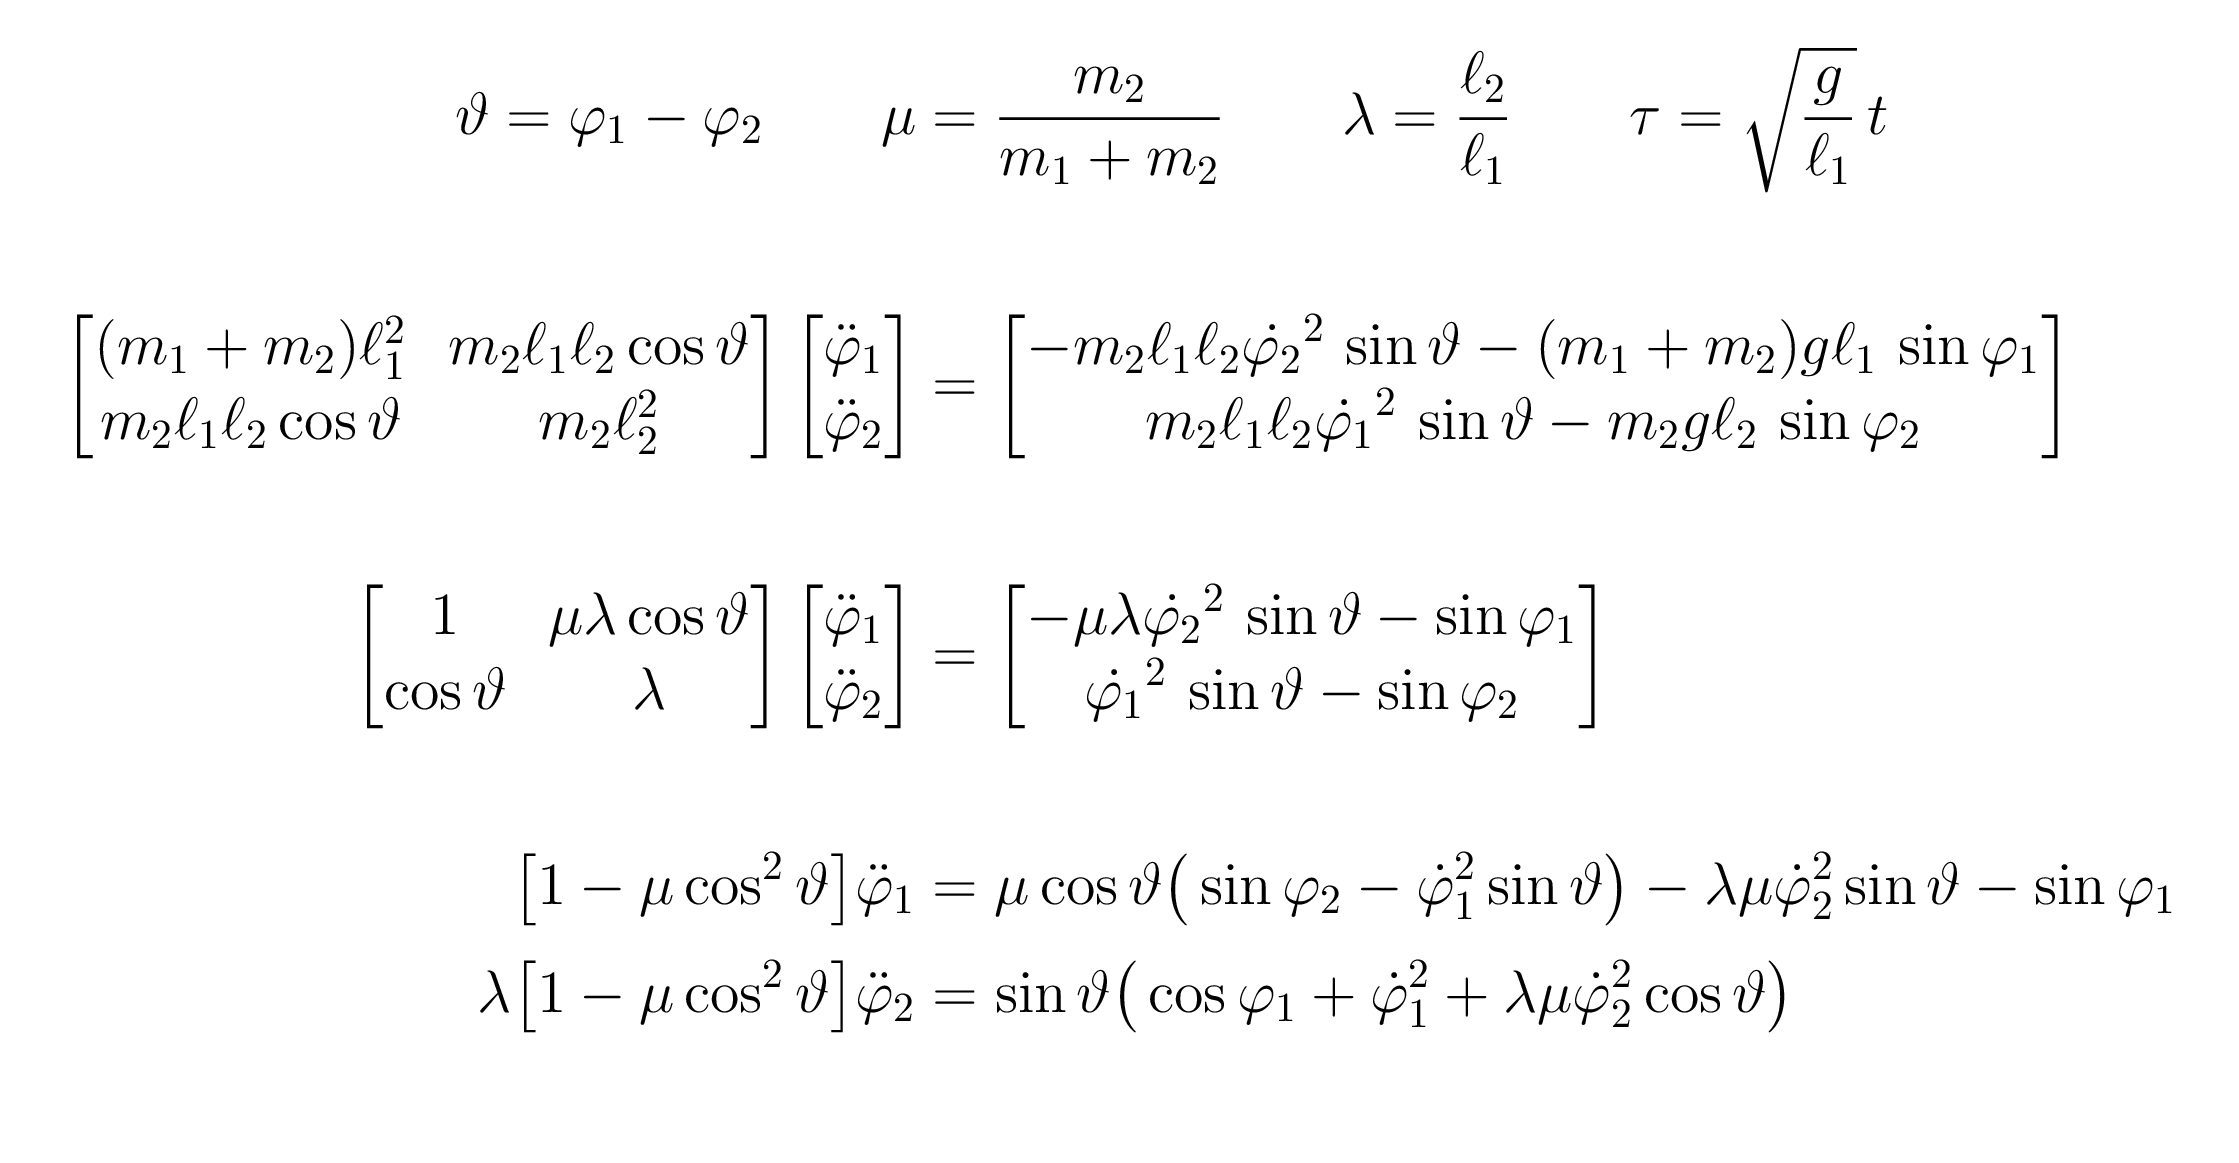 ϑ = φ₁ − φ₂  μ = m₂ / (m₁ + m₂)  λ = ℓ₂ / ℓ₁  τ = √(g / ℓ₁) t
[(m₁ + m₂)ℓ₁²  m₂ℓ₁ℓ₂ cos ϑ; m₂ℓ₁ℓ₂ cos ϑ  m₂ℓ₂²] [φ̈₁; φ̈₂] = [−m₂ℓ₁ℓ₂φ̇₂² sin ϑ − (m₁ + m₂)gℓ₁ sin φ₁; m₂ℓ₁ℓ₂φ̇₁² sin ϑ − m₂gℓ₂ sin φ₂]
[1  μλ cos ϑ; cos ϑ  λ] [φ̈₁; φ̈₂] = [−μλφ̇₂² sin ϑ − sin φ₁; φ̇₁² sin ϑ − sin φ₂]
[1 − μ cos² ϑ]φ̈₁ = μ cos ϑ( sin φ₂ − φ̇₁² sin ϑ) − λμφ̇₂² sin ϑ − sin φ₁
λ[1 − μ cos² ϑ]φ̈₂ = sin ϑ( cos φ₁ + φ̇₁² + λμφ̇₂² cos ϑ)